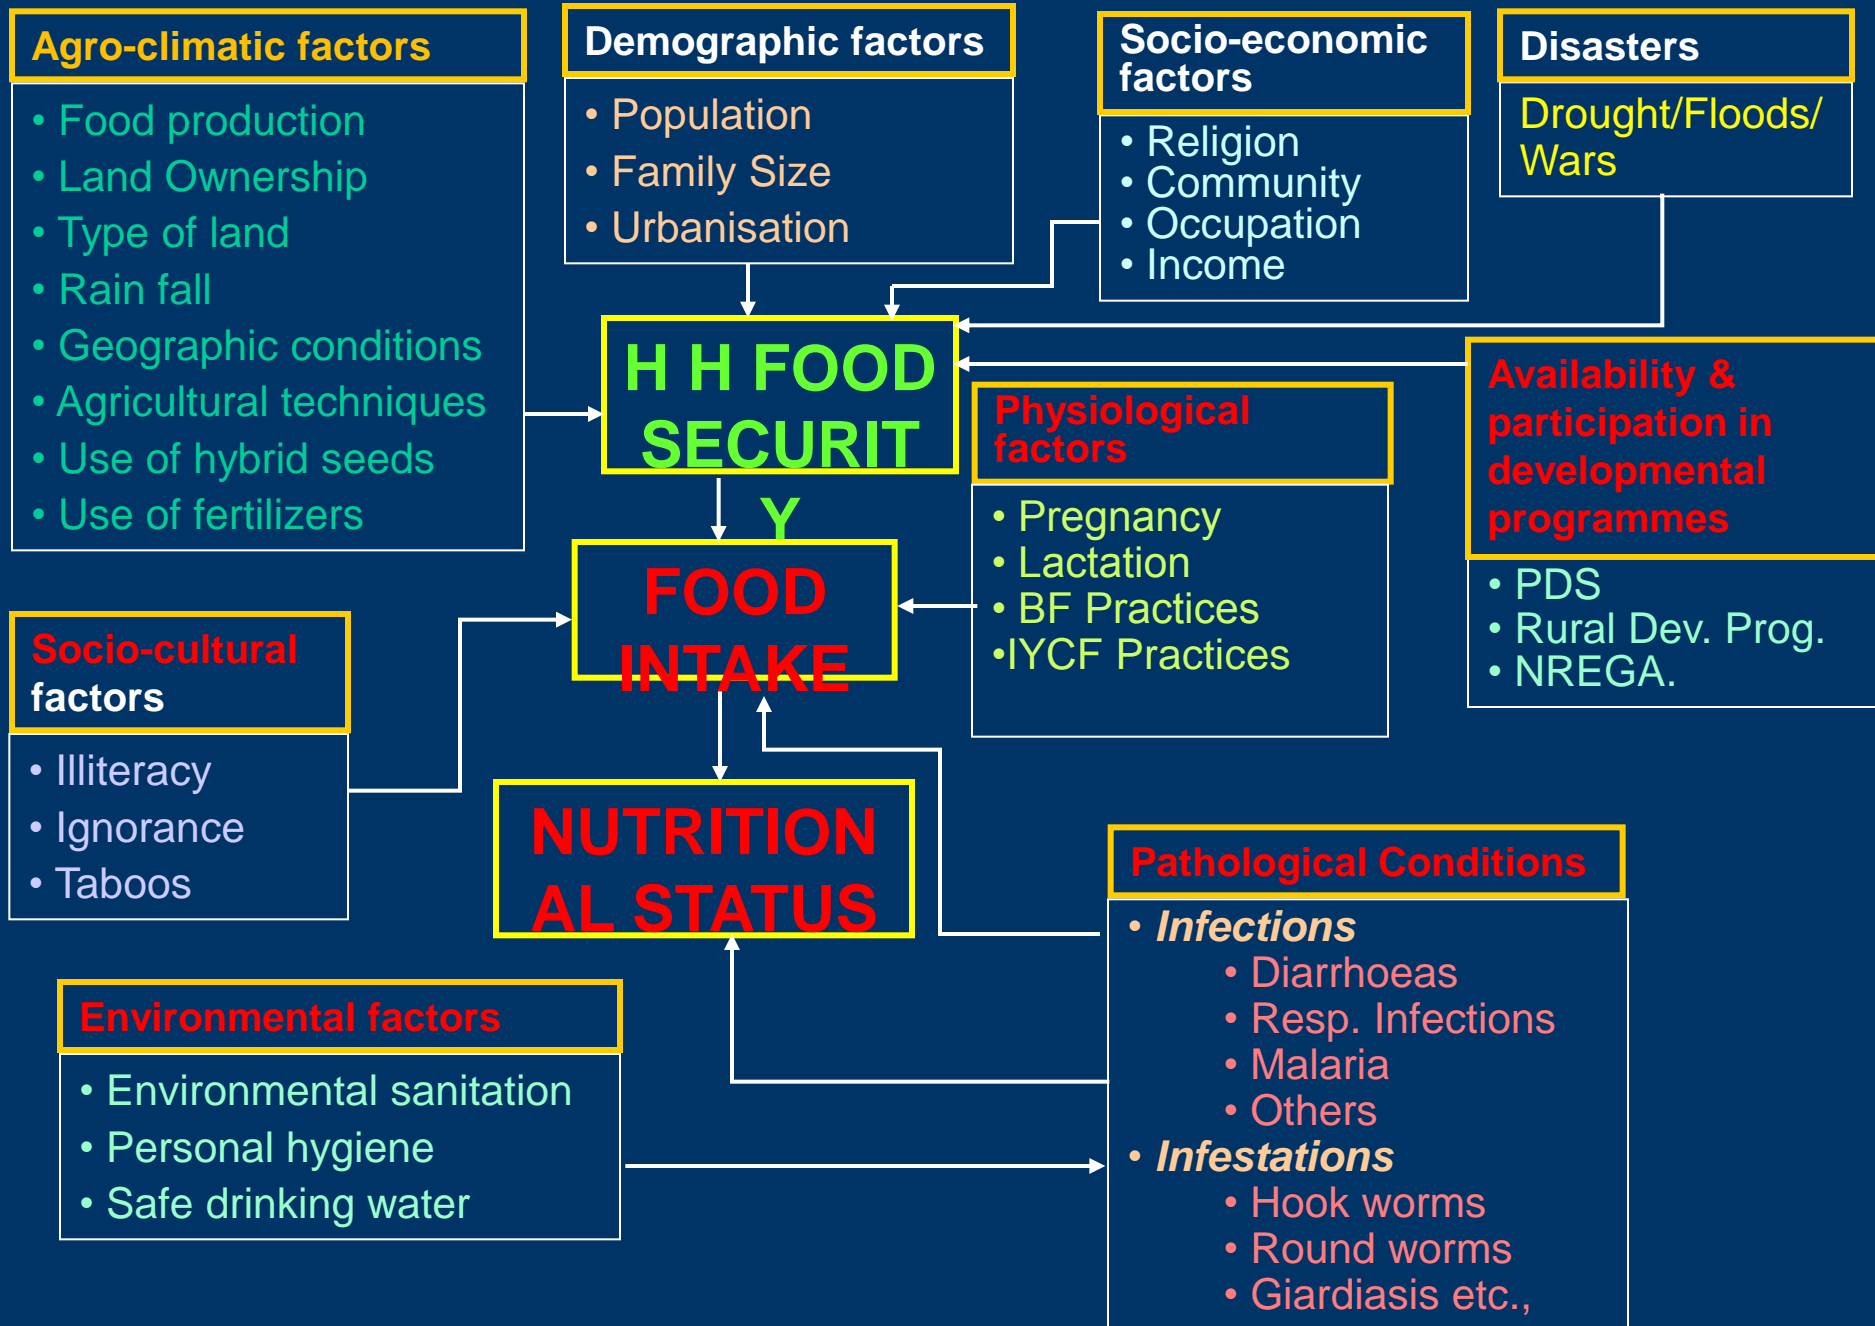 Agro-climatic factors
• Food production
• Land Ownership
• Type of land
• Rain fall
• Geographic conditions
• Agricultural techniques
• Use of hybrid seeds
• Use of fertilizers
Demographic factors
• Population
• Family Size
• Urbanisation
Socio-economic
factors
• Religion
• Community
• Occupation
• Income
Disasters
Drought/Floods/
Wars
H H FOOD
SECURIT
Y
Physiological
factors
• Pregnancy
• Lactation
• BF Practices
•IYCF Practices
Availability &
participation in
developmental
programmes
• PDS
• Rural Dev. Prog.
• NREGA.
FOOD
INTAKE
Socio-cultural
factors
• Illiteracy
• Ignorance
• Taboos
NUTRITION
AL STATUS
Pathological Conditions
• Infections
• Diarrhoeas
• Resp. Infections
• Malaria
• Others
• Infestations
• Hook worms
• Round worms
• Giardiasis etc.,
Environmental factors
• Environmental sanitation
• Personal hygiene
• Safe drinking water